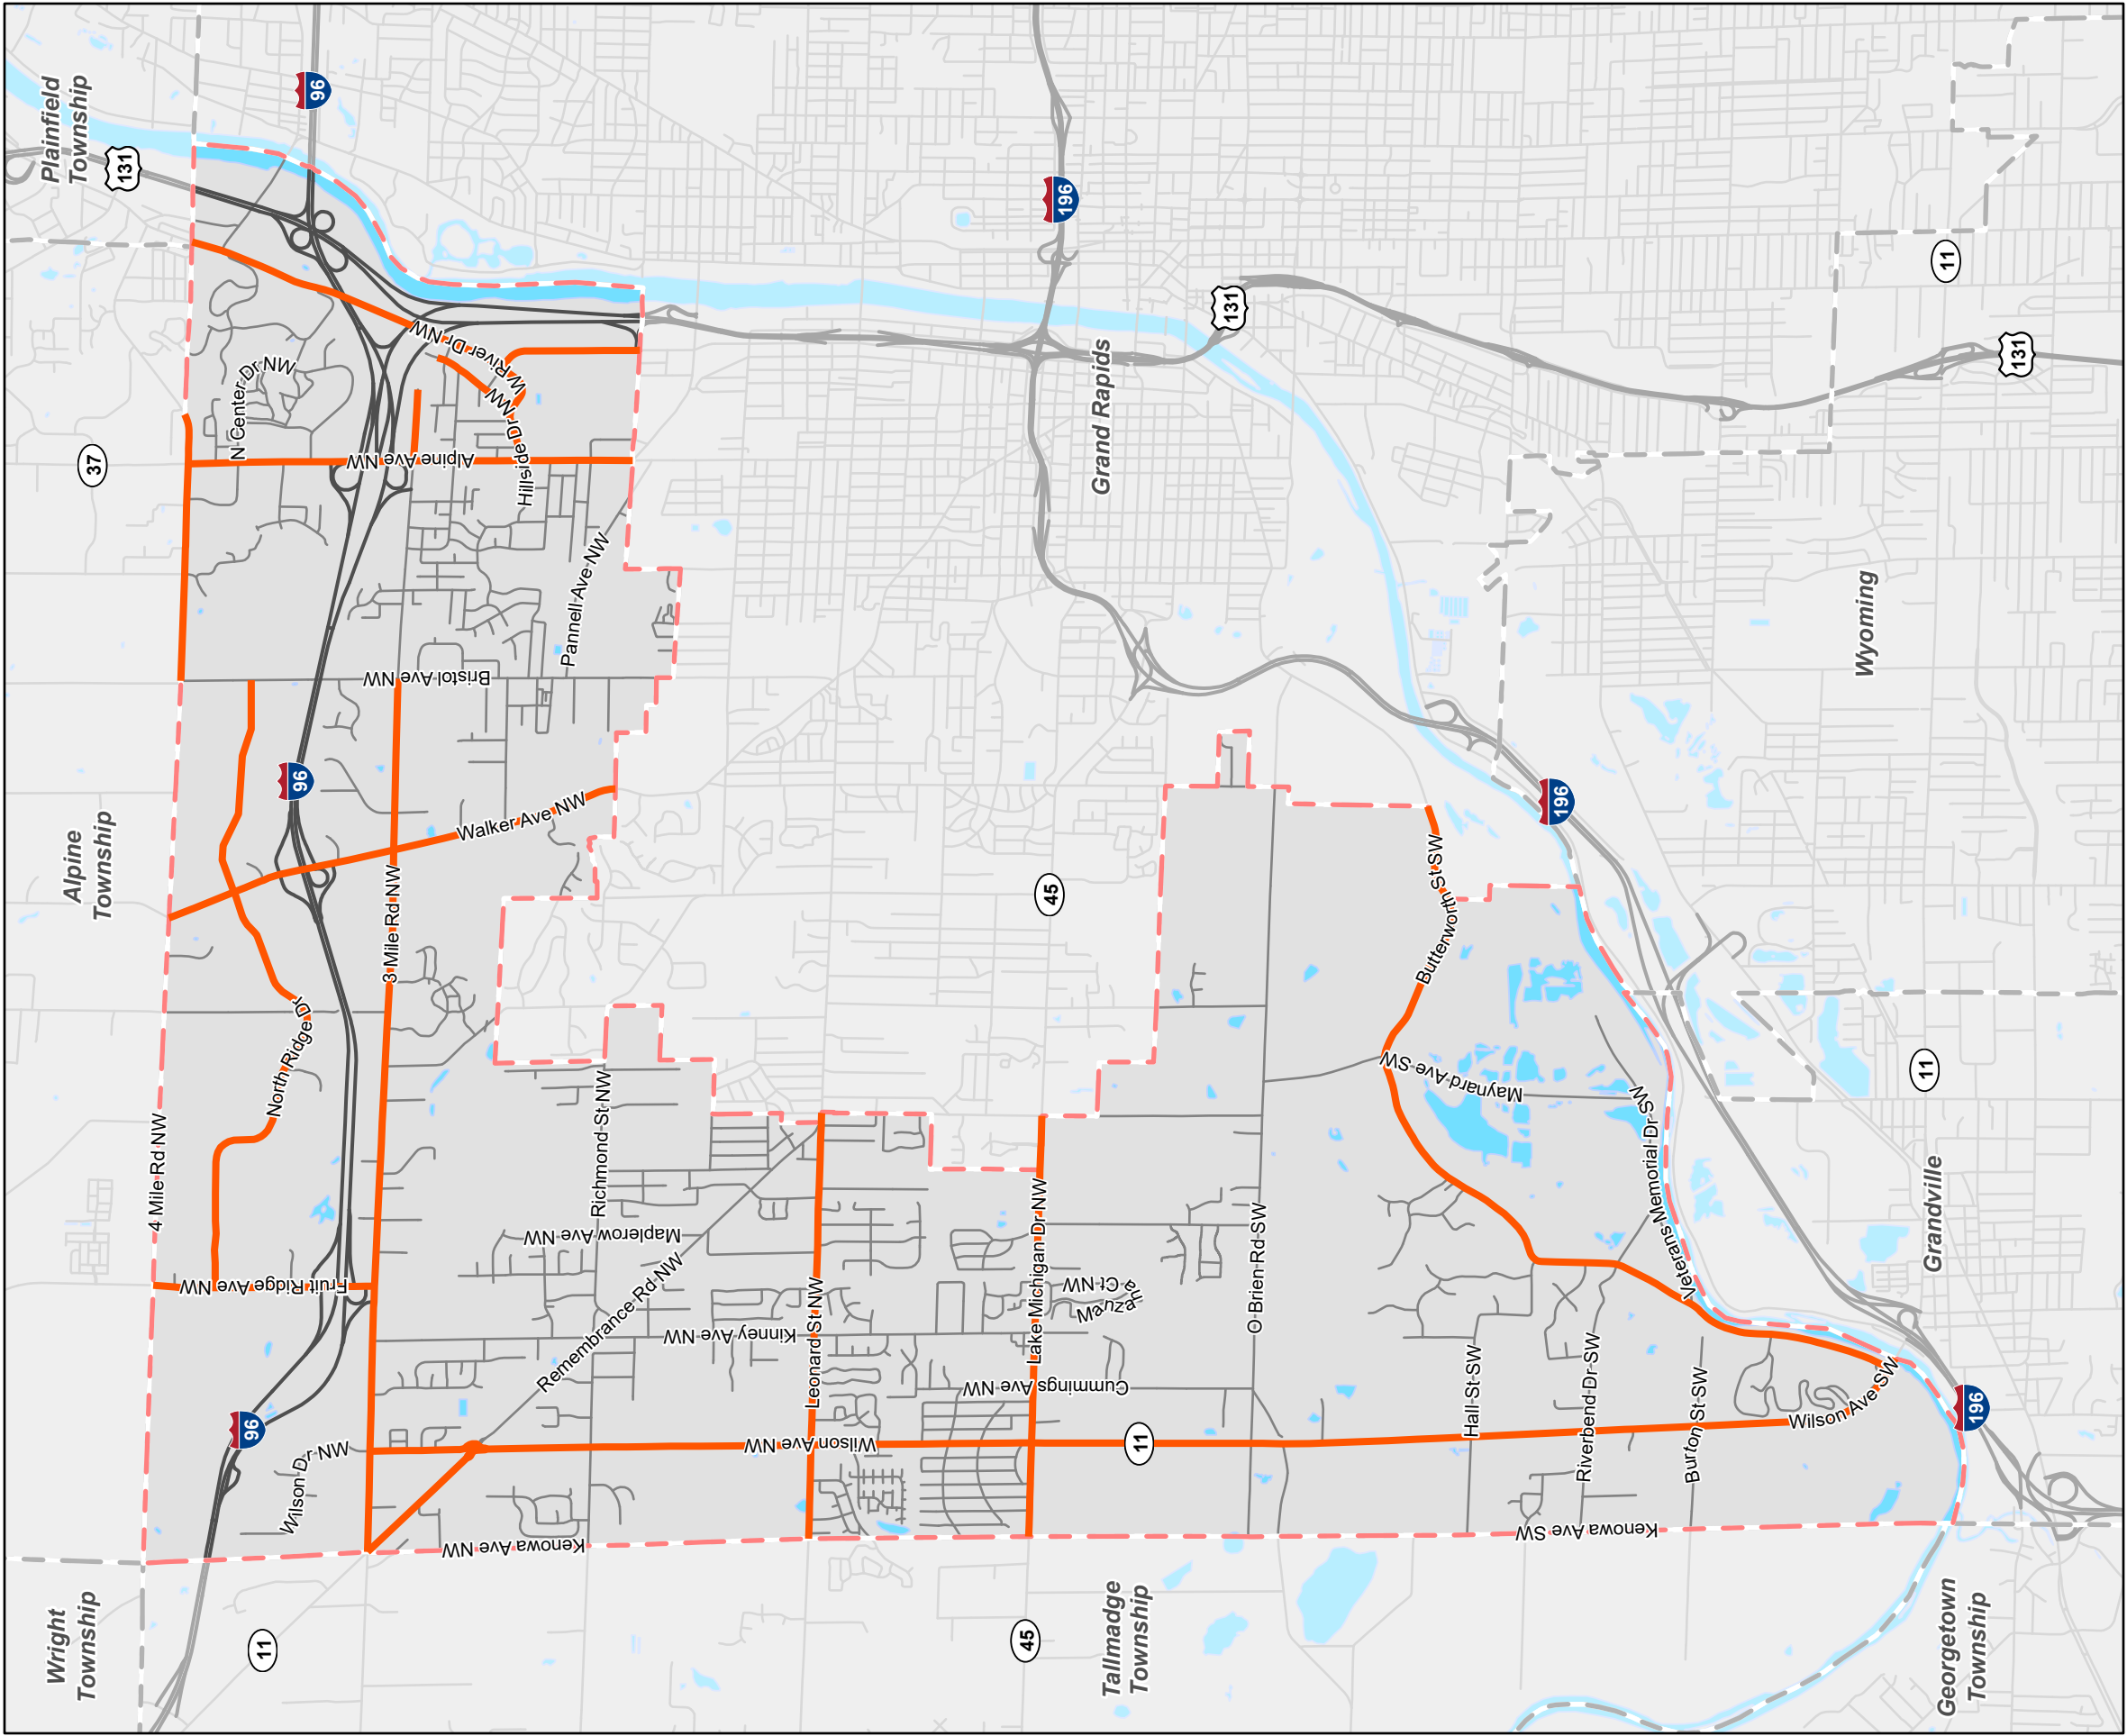 Wright
Township
Alpine
Township
Plainfield
Township
11
96
37
131
96
4 Mile Rd NW
Wilson Dr NW
Fruit Ridge Ave NW
North Ridge Dr
96
N Center Dr NW
Kenowa Ave NW
3 Mile Rd NW
Bristol Ave NW
Alpine Ave NW
W River Dr NW
Walker Ave NW
Hillside Dr NW
Pannell Ave NW
Remembrance Rd NW
Maplerow Ave NW
Richmond St NW
Kinney Ave NW
Wilson Ave NW
Leonard St NW
Tallmadge
Township
45
Cummings Ave NW
Lake Michigan Dr NW
Mauzana
Ct NW
45
Grand Rapids
196
11
O Brien Rd SW
131
Kenowa Ave SW
Hall St SW
Maynard Ave SW
Butterworth St SW
Riverbend Dr SW
Burton St SW
Veterans Memorial Dr SW
196
Wilson Ave SW
196
Georgetown
Township
Grandville
11
Wyoming
11
131